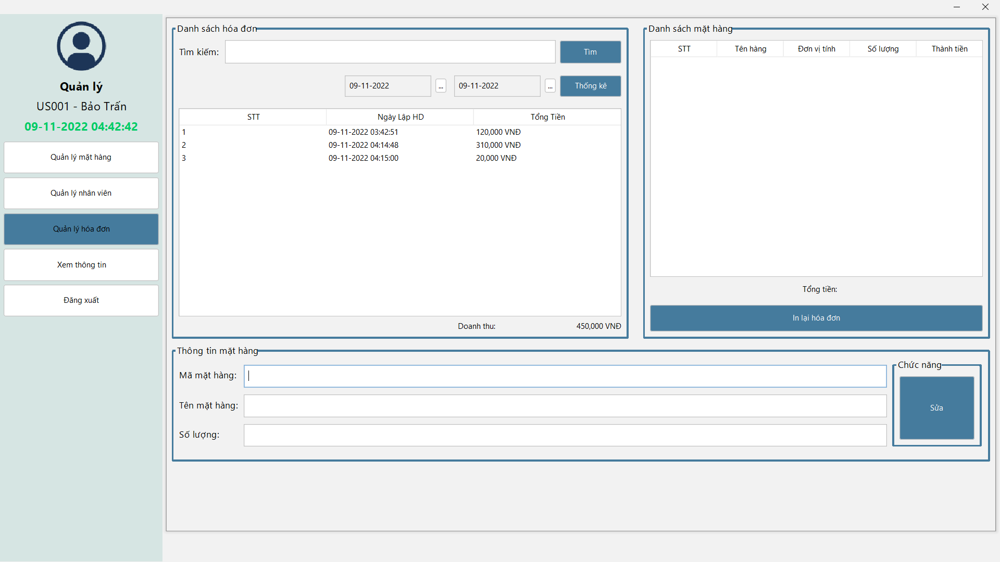 Quản lý
US001 - Bảo Trấn
09-11-2022 04:42:42
Quản lý mặt hàng
Quản lý nhân viên
Quản lý hóa đơn
Xem thông tin
Đăng xuất
Danh sách hóa đơn
Tìm kiếm:
Tìm
09-11-2022 ... 09-11-2022 ... Thống kê
STT Ngày Lập HD Tổng Tiền
1 09-11-2022 03:42:51 120,000 VNĐ
2 09-11-2022 04:14:48 310,000 VNĐ
3 09-11-2022 04:15:00 20,000 VNĐ
Doanh thu: 450,000 VNĐ
Danh sách mặt hàng
STT Tên hàng Đơn vị tính Số lượng Thành tiền
Tổng tiền:
In lại hóa đơn
Thông tin mặt hàng
Mã mặt hàng:
Tên mặt hàng:
Số lượng:
Chức năng
Sửa